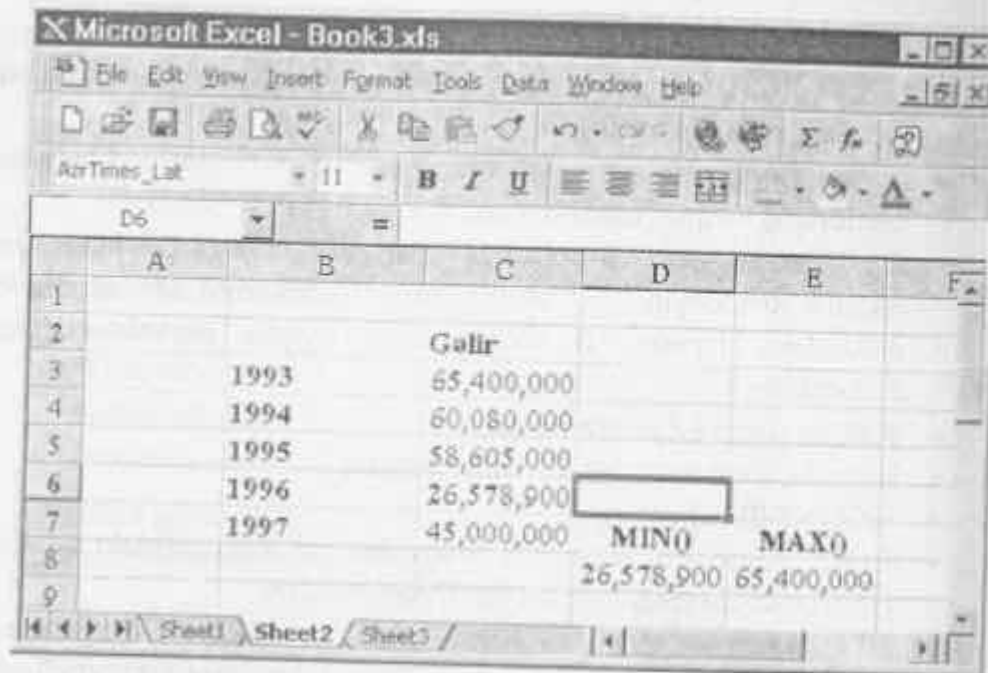 Microsoft Excel - Book3.xls
File Edit View Insert Format Tools Data Window Help
AzrTimes_Lat 11 B I U
D6 =
A B C D E F
1
2 Gəlir
3 1993 65,400,000
4 1994 60,080,000
5 1995 58,605,000
6 1996 26,578,900
7 1997 45,000,000 MIN() MAX()
8 26,578,900 65,400,000
9
Sheet1 Sheet2 Sheet3